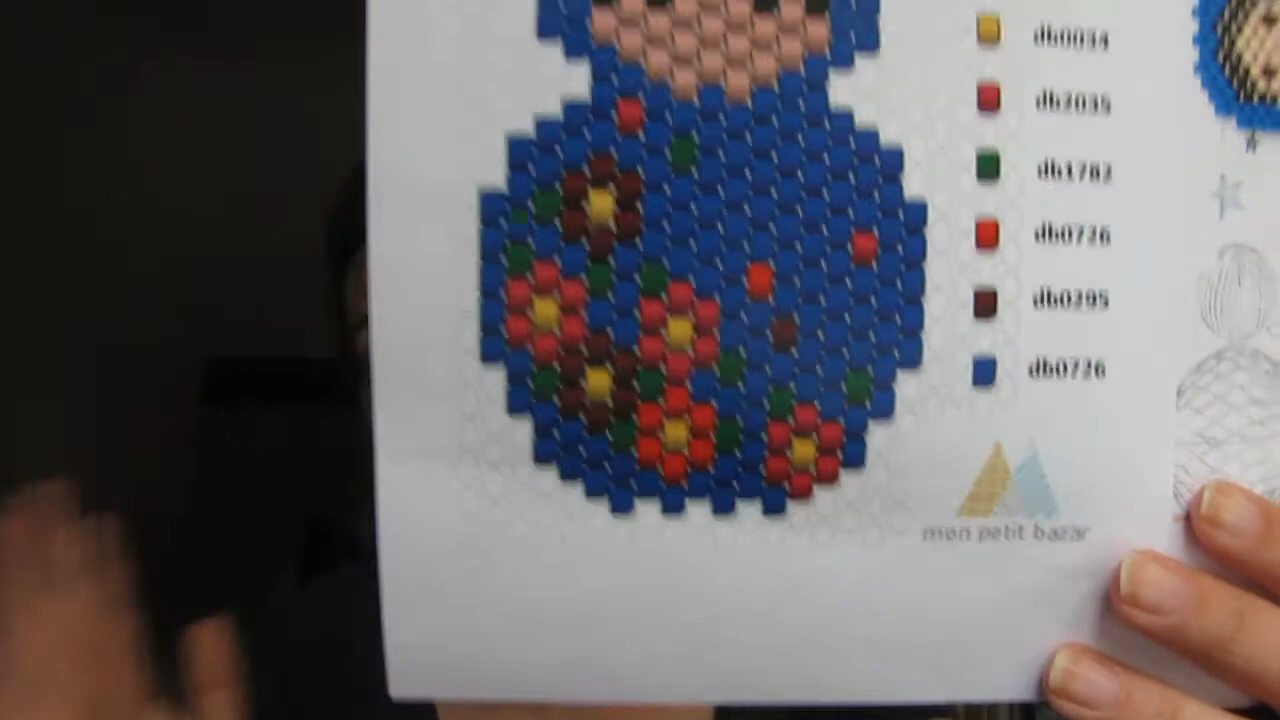 db0034
db2035
db1782
db0726
db0295
db0726
mon petit bazar